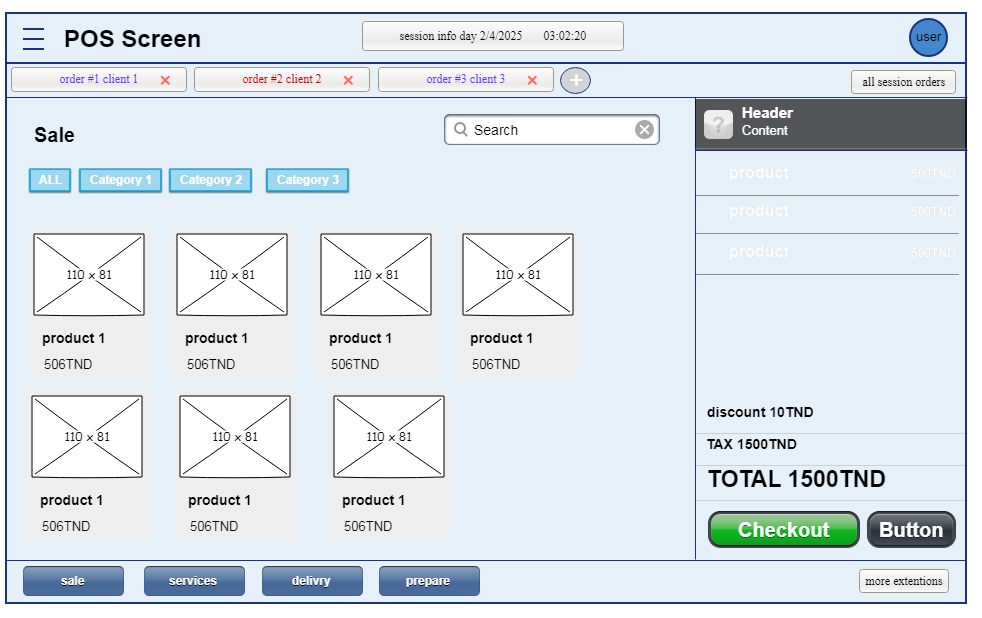 POS Screen
session info day 2/4/2025 03:02:20
user
order #1 client 1
order #2 client 2
order #3 client 3
all session orders
Sale
Search
ALL
Category 1
Category 2
Category 3
110 × 81
110 × 81
110 × 81
110 × 81
product 1
product 1
product 1
product 1
506TND
506TND
506TND
506TND
110 × 81
110 × 81
110 × 81
product 1
product 1
product 1
506TND
506TND
506TND
?
Header
Content
product 500TND
product 500TND
product 500TND
discount 10TND
TAX 1500TND
TOTAL 1500TND
Checkout
Button
sale
services
delivry
prepare
more extentions